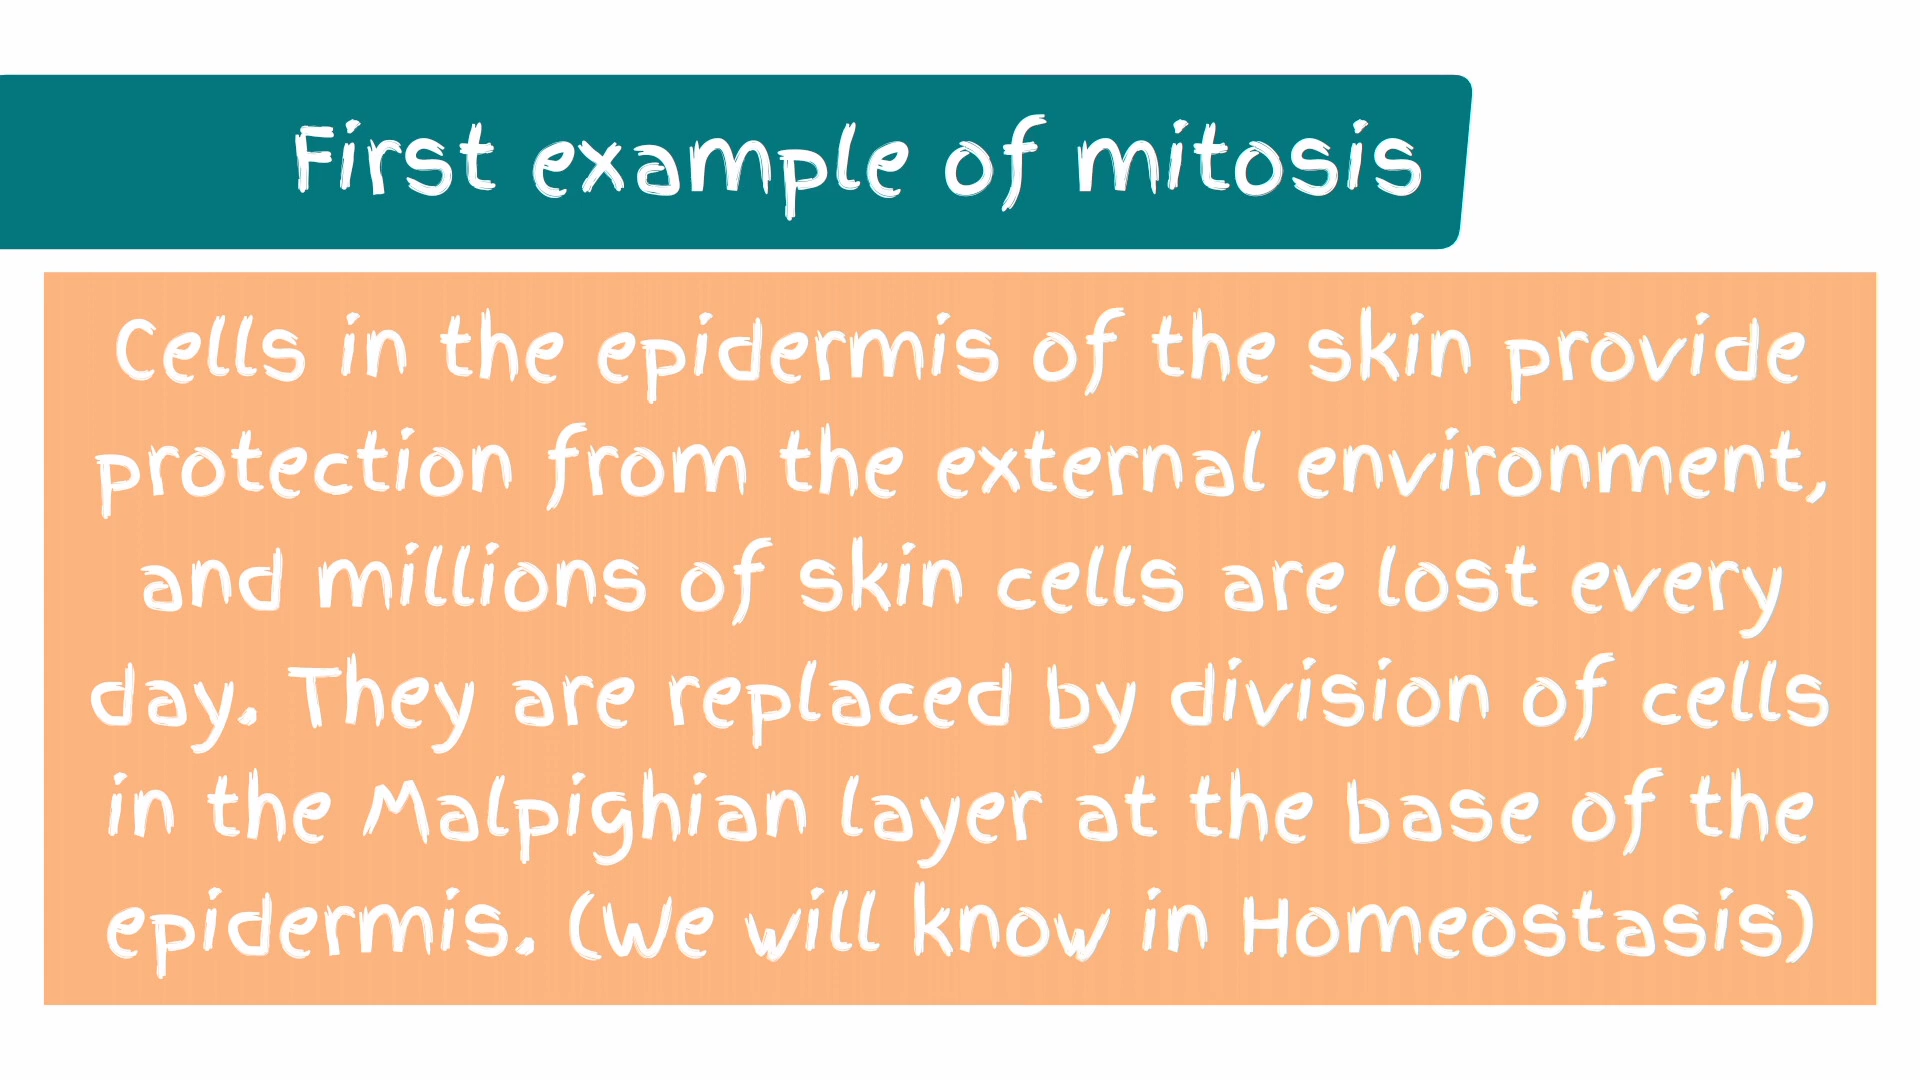 First example of mitosis
Cells in the epidermis of the skin provide
protection from the external environment,
and millions of skin cells are lost every
day. They are replaced by division of cells
in the Malpighian layer at the base of the
epidermis. (We will know in Homeostasis)